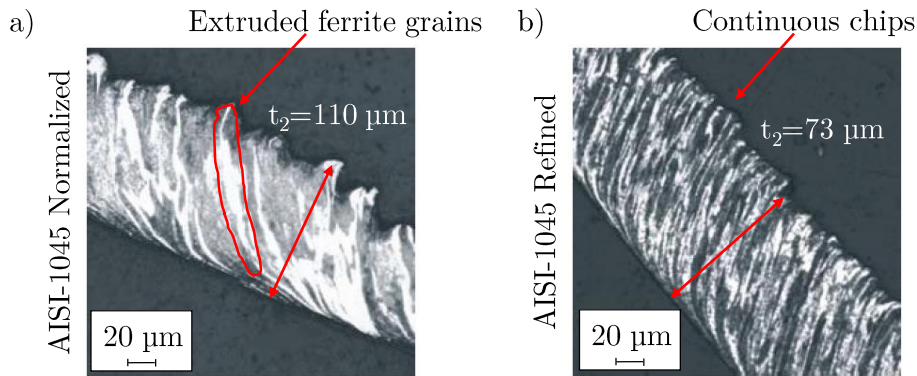 a)
Extruded ferrite grains
AISI-1045 Normalized
t₂=110 µm
20 µm
b)
Continuous chips
AISI-1045 Refined
t₂=73 µm
20 µm